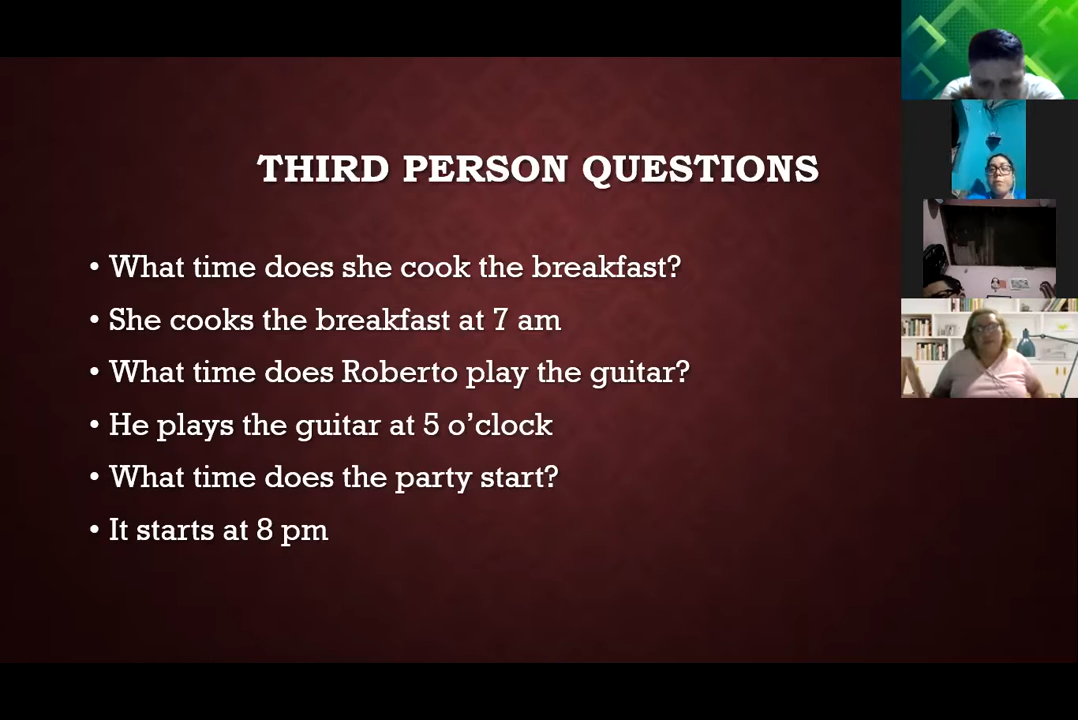 THIRD PERSON QUESTIONS
• What time does she cook the breakfast?
• She cooks the breakfast at 7 am
• What time does Roberto play the guitar?
• He plays the guitar at 5 o’clock
• What time does the party start?
• It starts at 8 pm